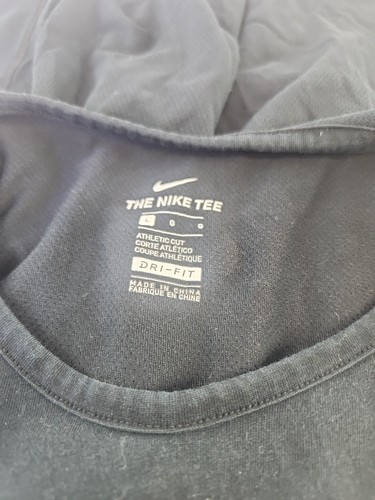 THE NIKE TEE
L G G
ATHLETIC CUT
CORTE ATLÉTICO
COUPE ATHLÉTIQUE
DRI-FIT
MADE IN CHINA
FABRIQUÉ EN CHINE